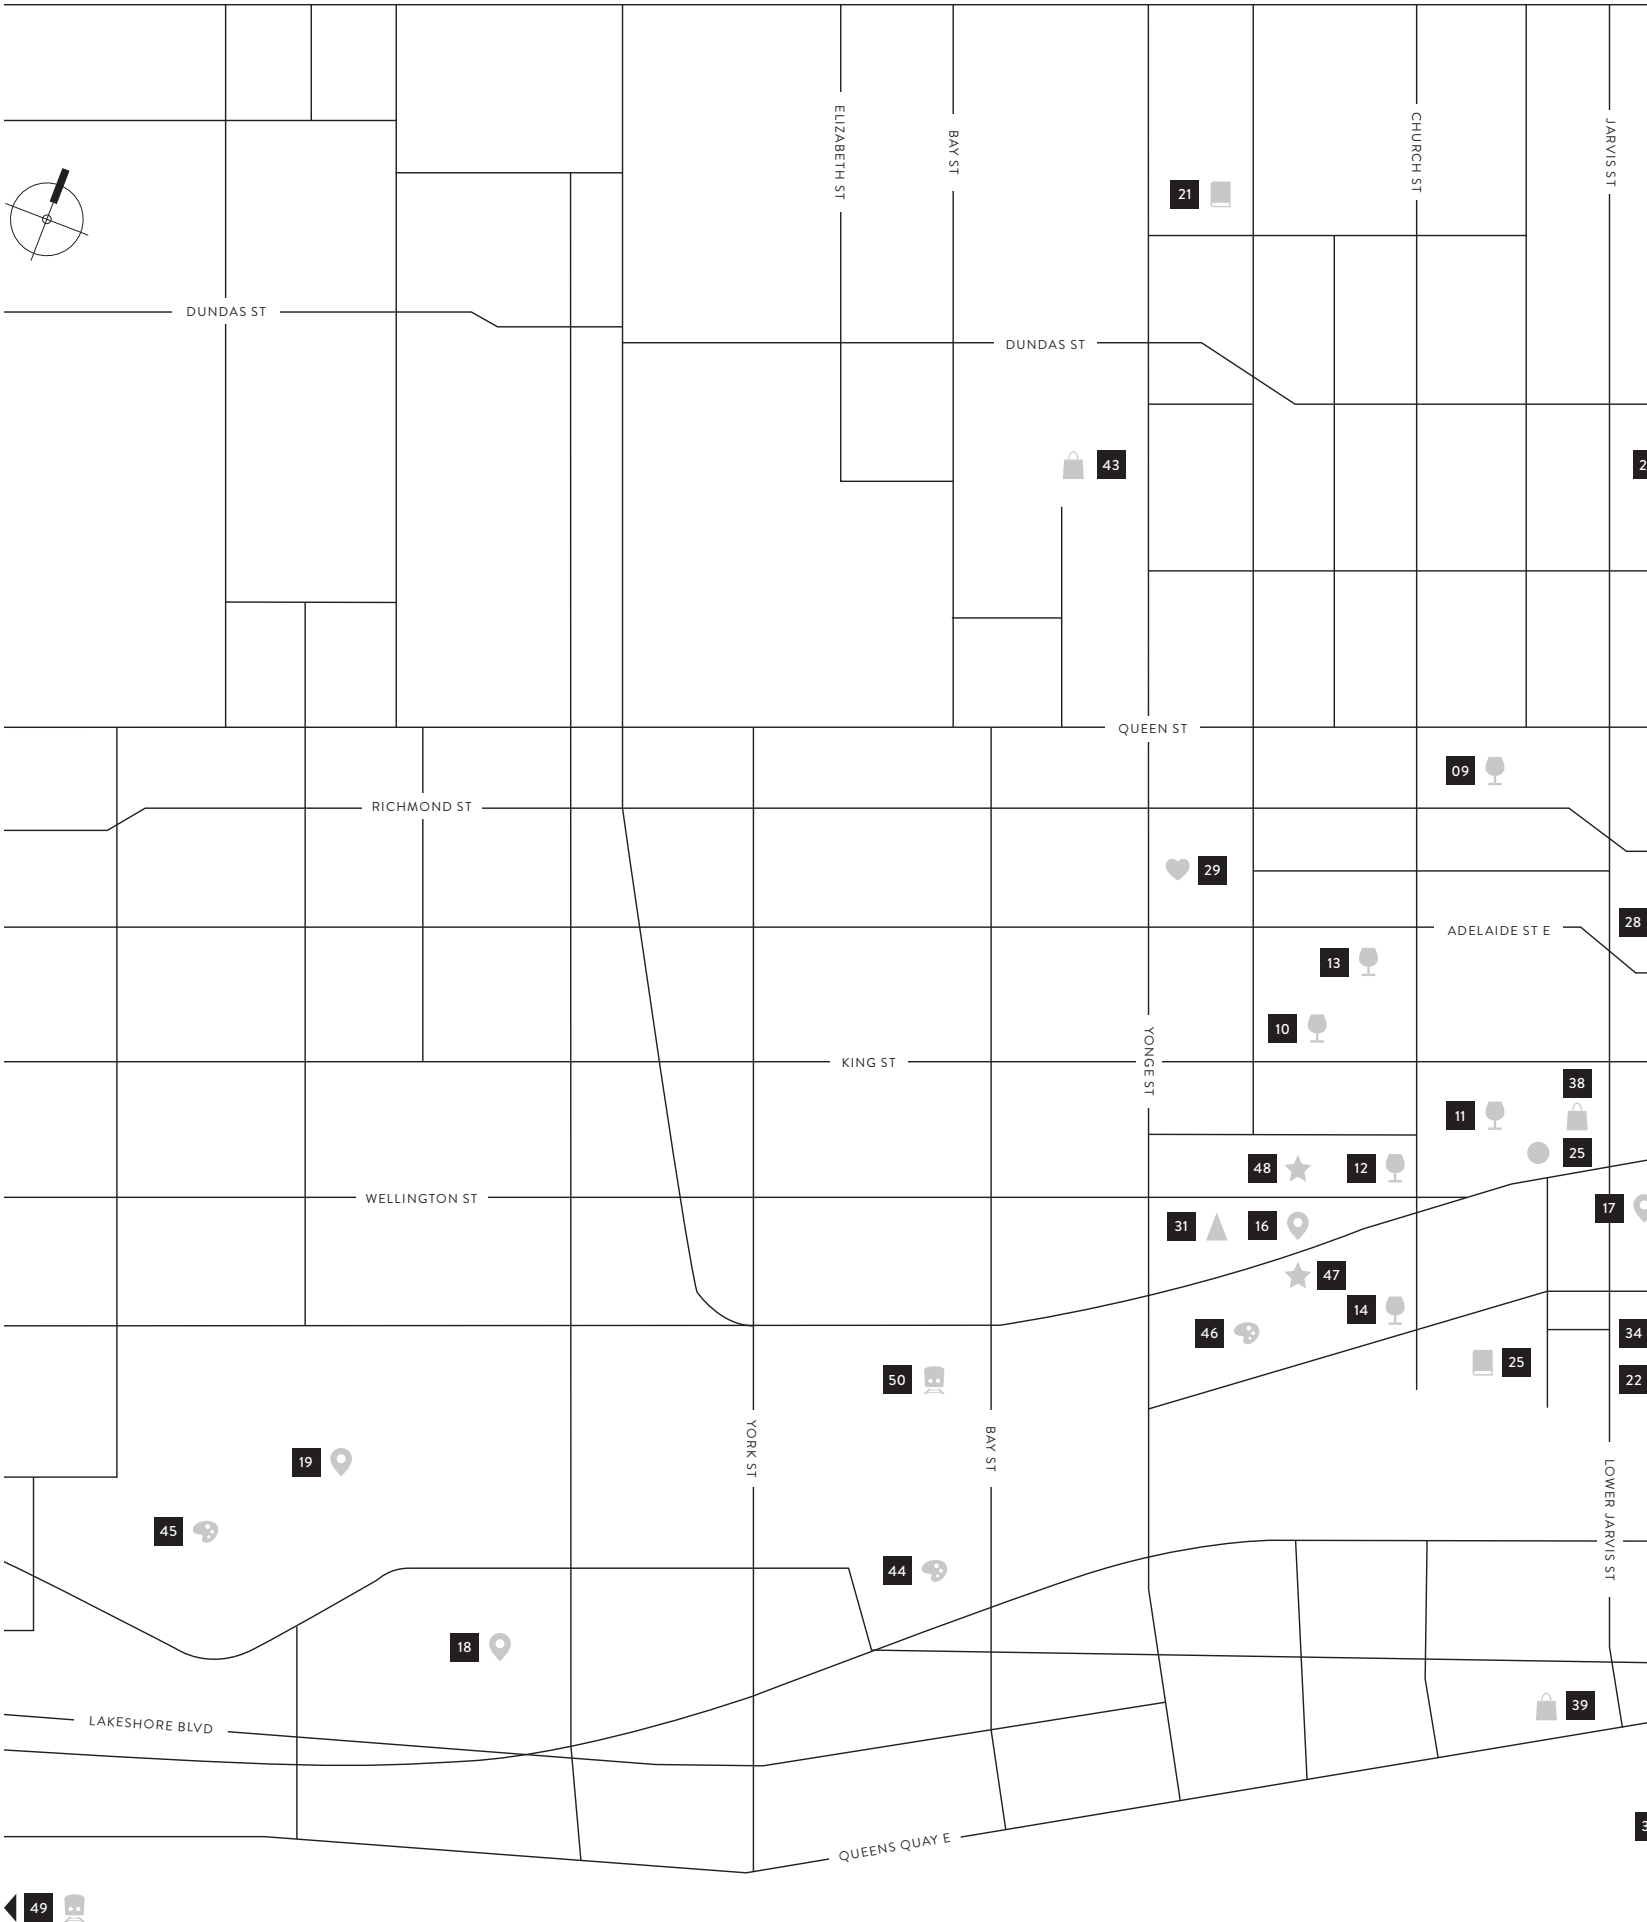 ELIZABETH ST
BAY ST
CHURCH ST
JARVIS ST
21
DUNDAS ST
DUNDAS ST
43
2
QUEEN ST
09
RICHMOND ST
29
28
ADELAIDE ST E
13
10
YONGE ST
KING ST
38
11
25
48
12
WELLINGTON ST
17
31
16
47
14
46
34
25
50
22
YORK ST
BAY ST
19
LOWER JARVIS ST
45
44
18
39
LAKESHORE BLVD
3
QUEENS QUAY E
49